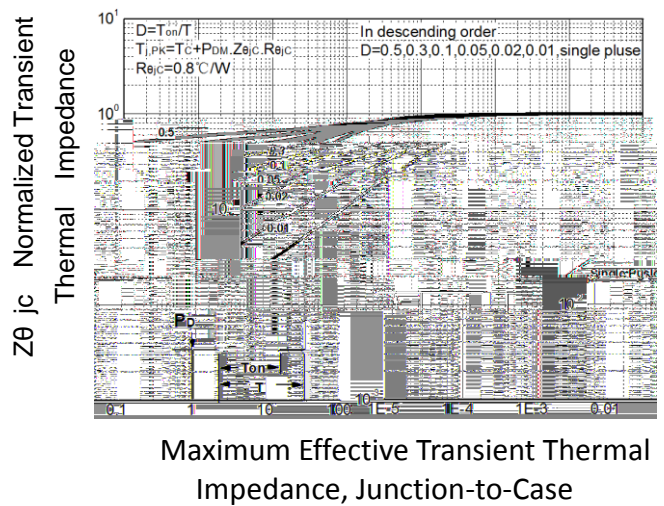 D=Ton/T
In descending order
Tj,PK=TC+PDM.ZθjC.RθjC
D=0.5,0.3,0.1,0.05,0.02,0.01,single pluse
RθjC=0.8℃/W
10¹
10⁰
0.5
0.1
0.05
0.02
0.01
10⁻²
PD
Ton
T
0.1 1 10 100 1E-5 1E-4 1E-3 0.01
Zθ jc Normalized Transient
Thermal Impedance
Maximum Effective Transient Thermal
Impedance, Junction-to-Case